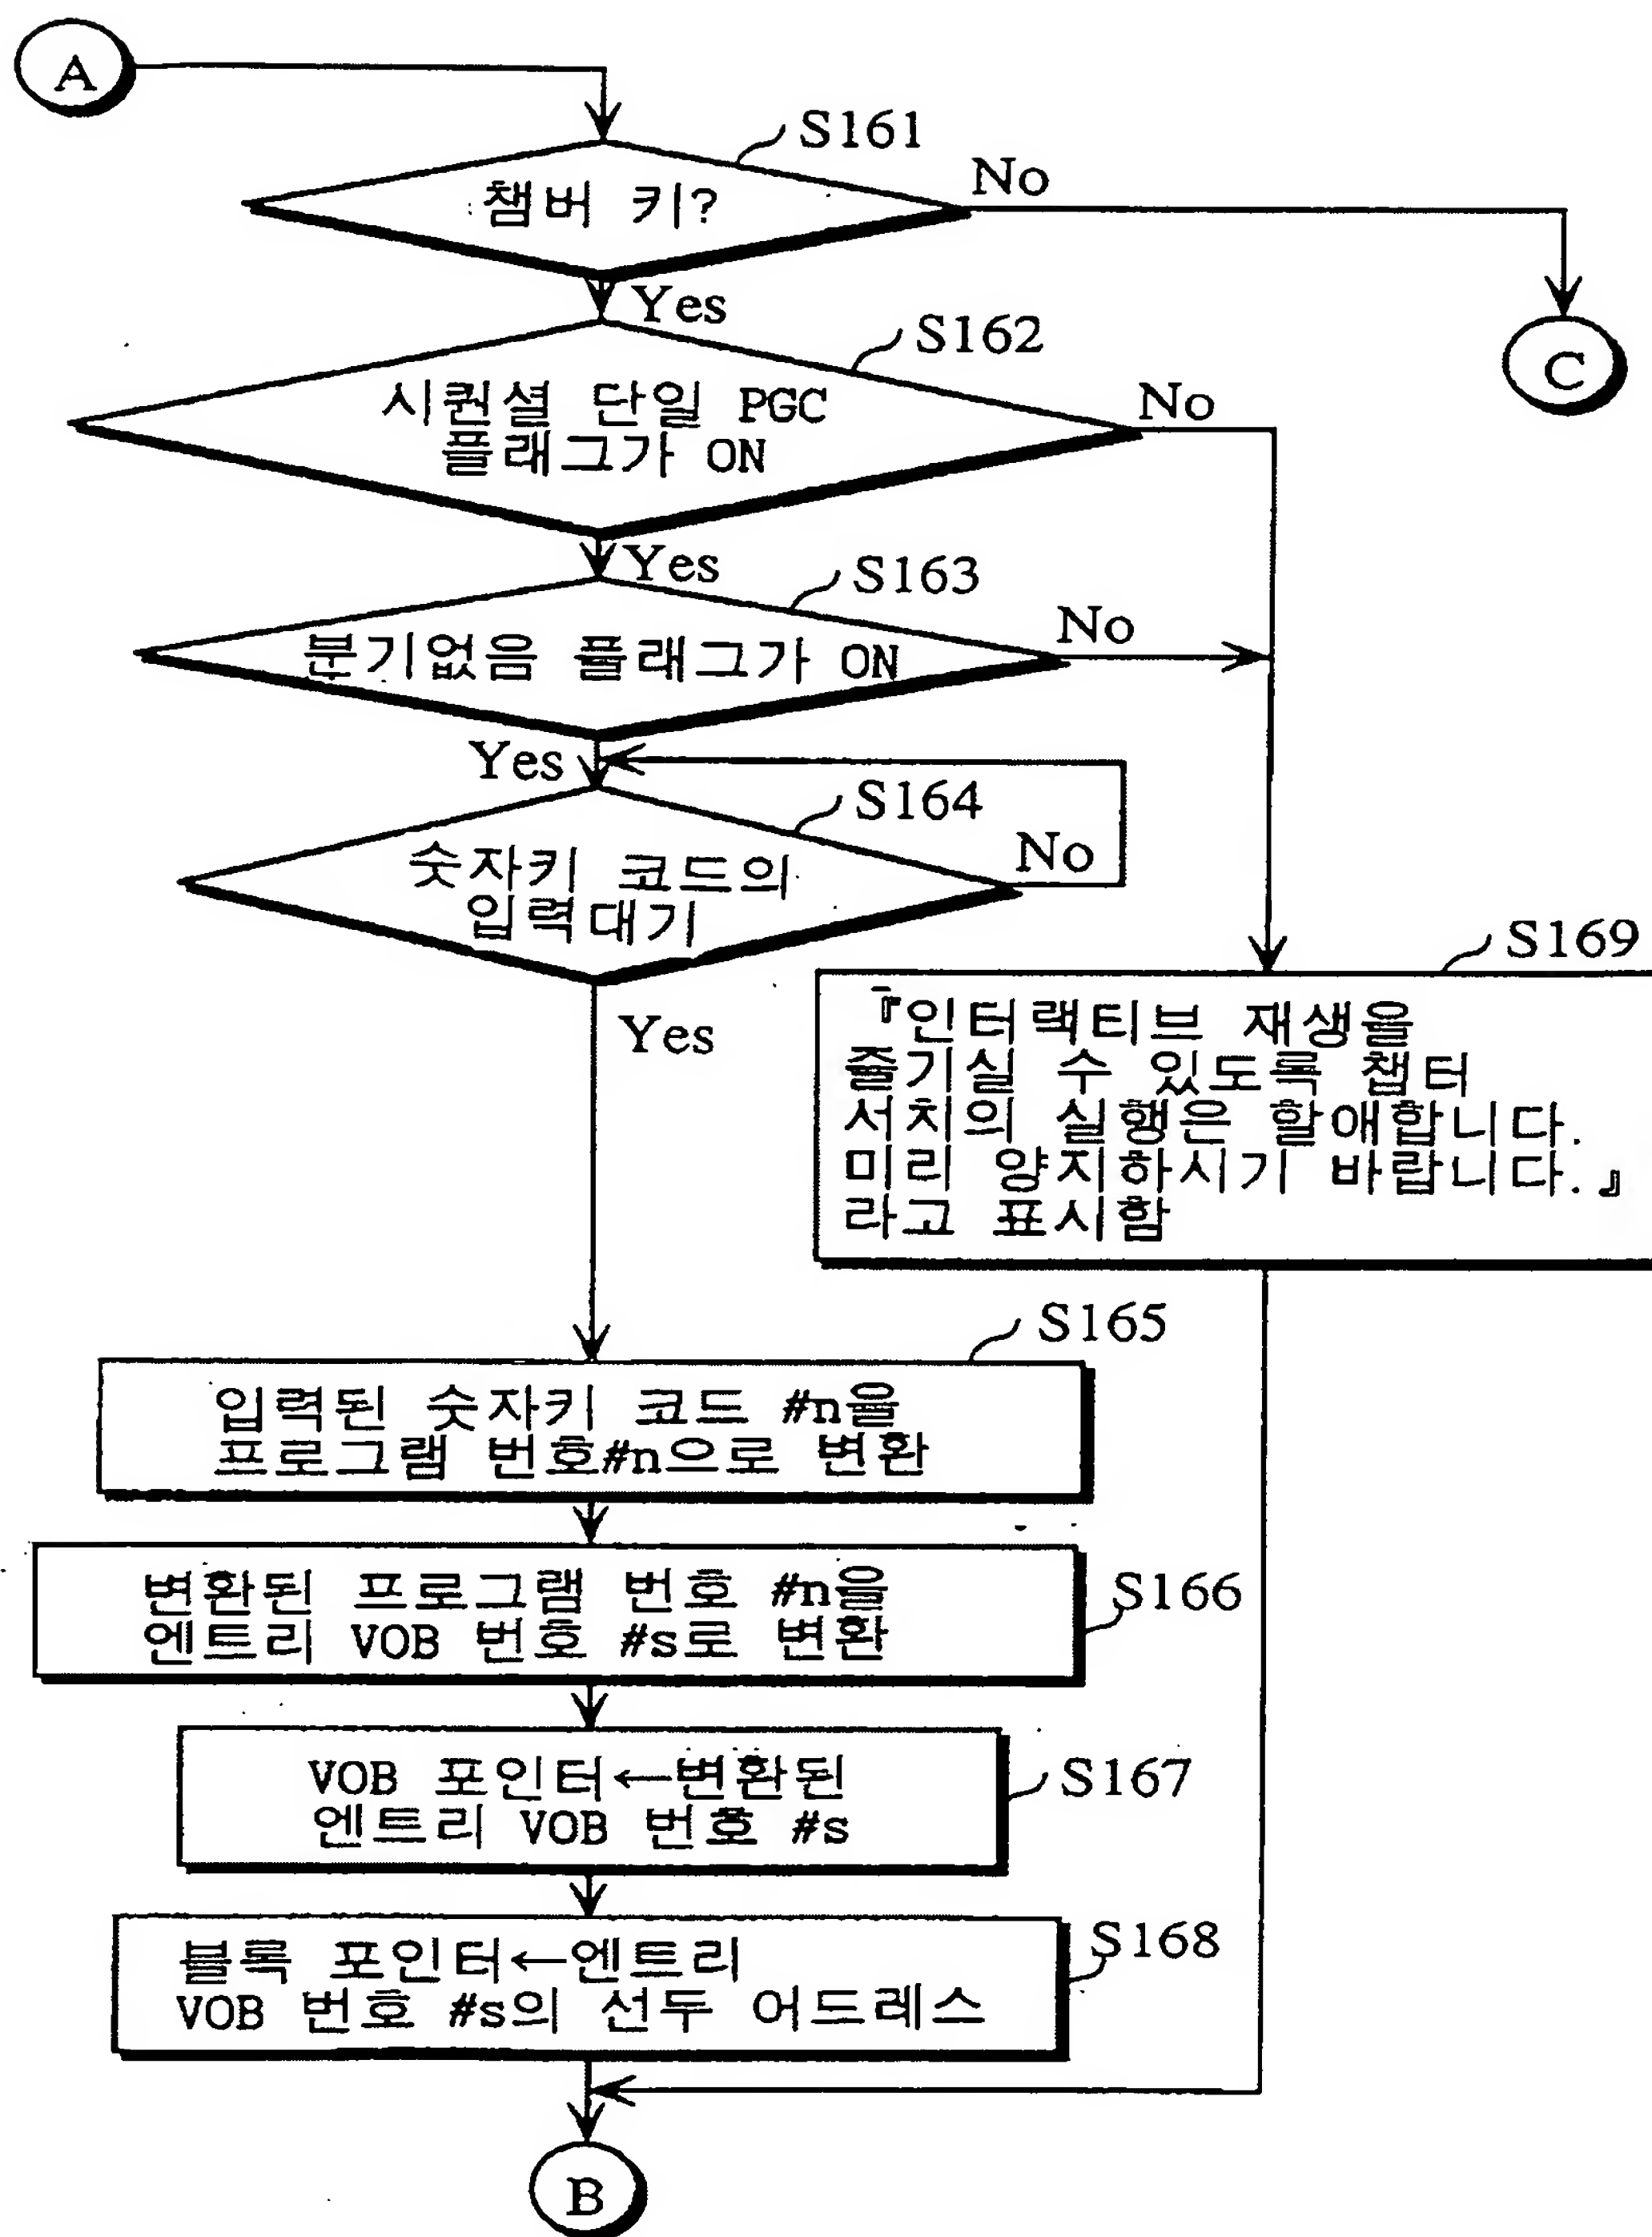 A
S161
챔버 키?
No
Yes
C
S162
시퀀셜 단일 PGC
플래그가 ON
No
Yes
S163
분기없음 플래그가 ON
No
Yes
S164
숫자키 코드의
입력대기
No
Yes
S169
『인터랙티브 재생을
즐기실 수 있도록 챕터
서치의 실행은 할애합니다.
미리 양지하시기 바랍니다.』
라고 표시함
S165
입력된 숫자키 코드 #n을
프로그램 번호#n으로 변환
S166
변환된 프로그램 번호 #n을
엔트리 VOB 번호 #s로 변환
S167
VOB 포인터←변환된
엔트리 VOB 번호 #s
S168
블록 포인터←엔트리
VOB 번호 #s의 선두 어드레스
B